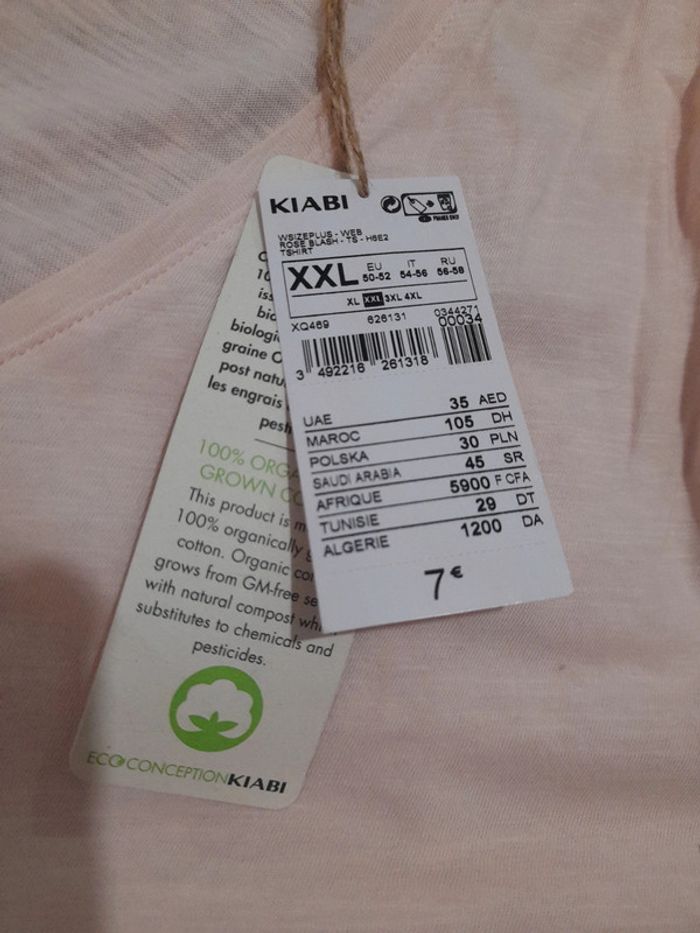 KIABI
WSIZEPLUS - WEB
ROSE BLASH - TS - H6E2
TSHIRT
XXL EU IT RU
50-52 54-56 56-58
XL XXL 3XL 4XL
XQ469 626131 0344271
00034
3 492216 261318
UAE 35 AED
MAROC 105 DH
POLSKA 30 PLN
SAUDI ARABIA 45 SR
AFRIQUE 5900 F CFA
TUNISIE 29 DT
ALGERIE 1200 DA
7€
10
biologi
graine
post natu
les engrais
pest
100% ORGA
GROWN CO
This product is m
100% organically g
cotton. Organic co
grows from GM-free se
with natural compost wh
substitutes to chemicals and
pesticides.
ECOCONCEPTIONKIABI